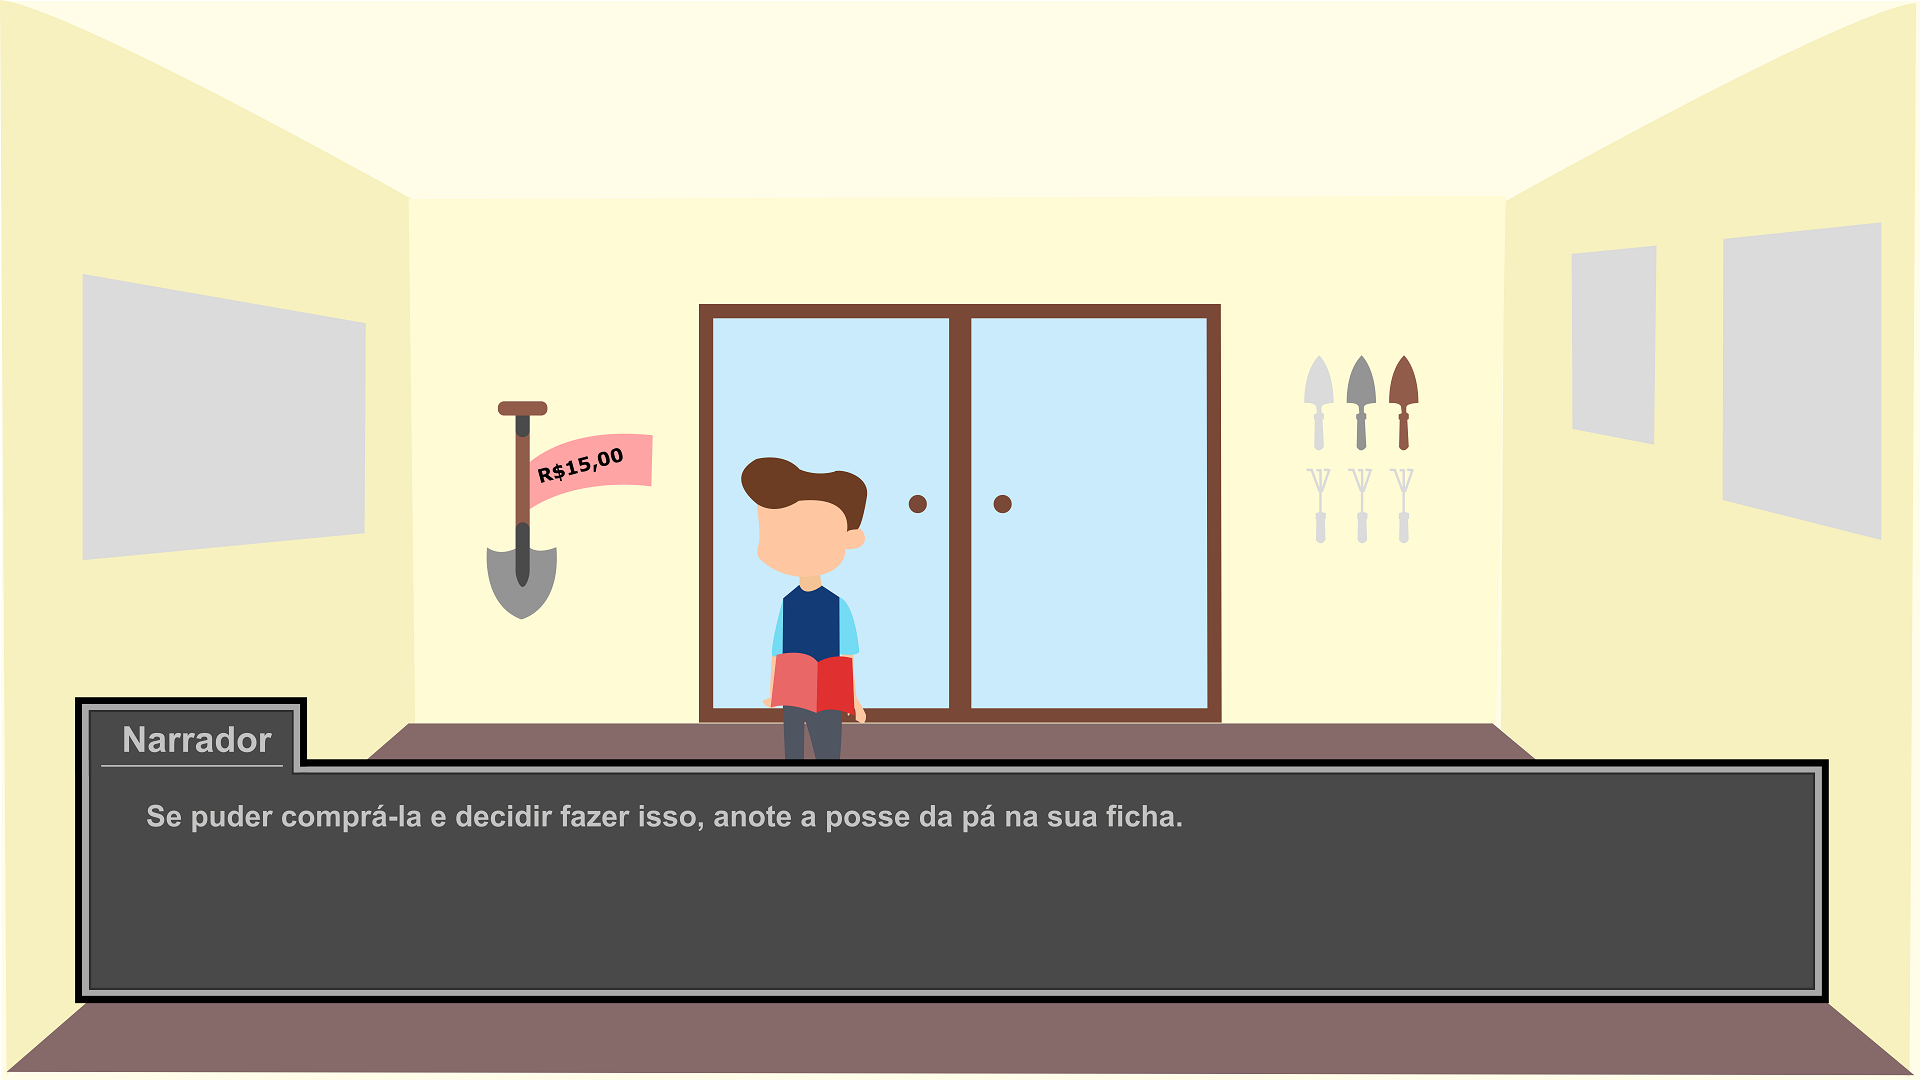 R$15,00
Narrador
Se puder comprá-la e decidir fazer isso, anote a posse da pá na sua ficha.